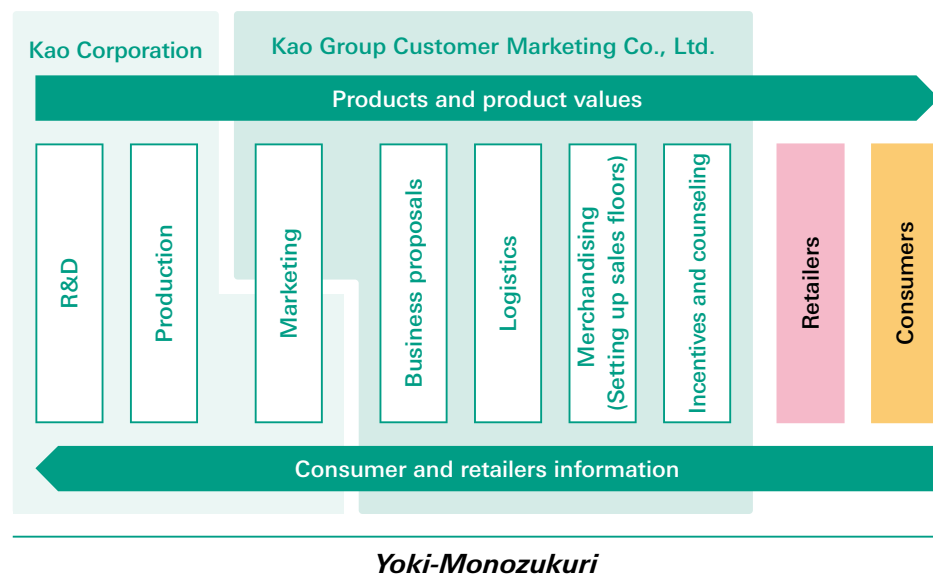 Kao Corporation
Kao Group Customer Marketing Co., Ltd.
Products and product values
R&D
Production
Marketing
Business proposals
Logistics
Merchandising
(Setting up sales floors)
Incentives and counseling
Retailers
Consumers
Consumer and retailers information
Yoki-Monozukuri